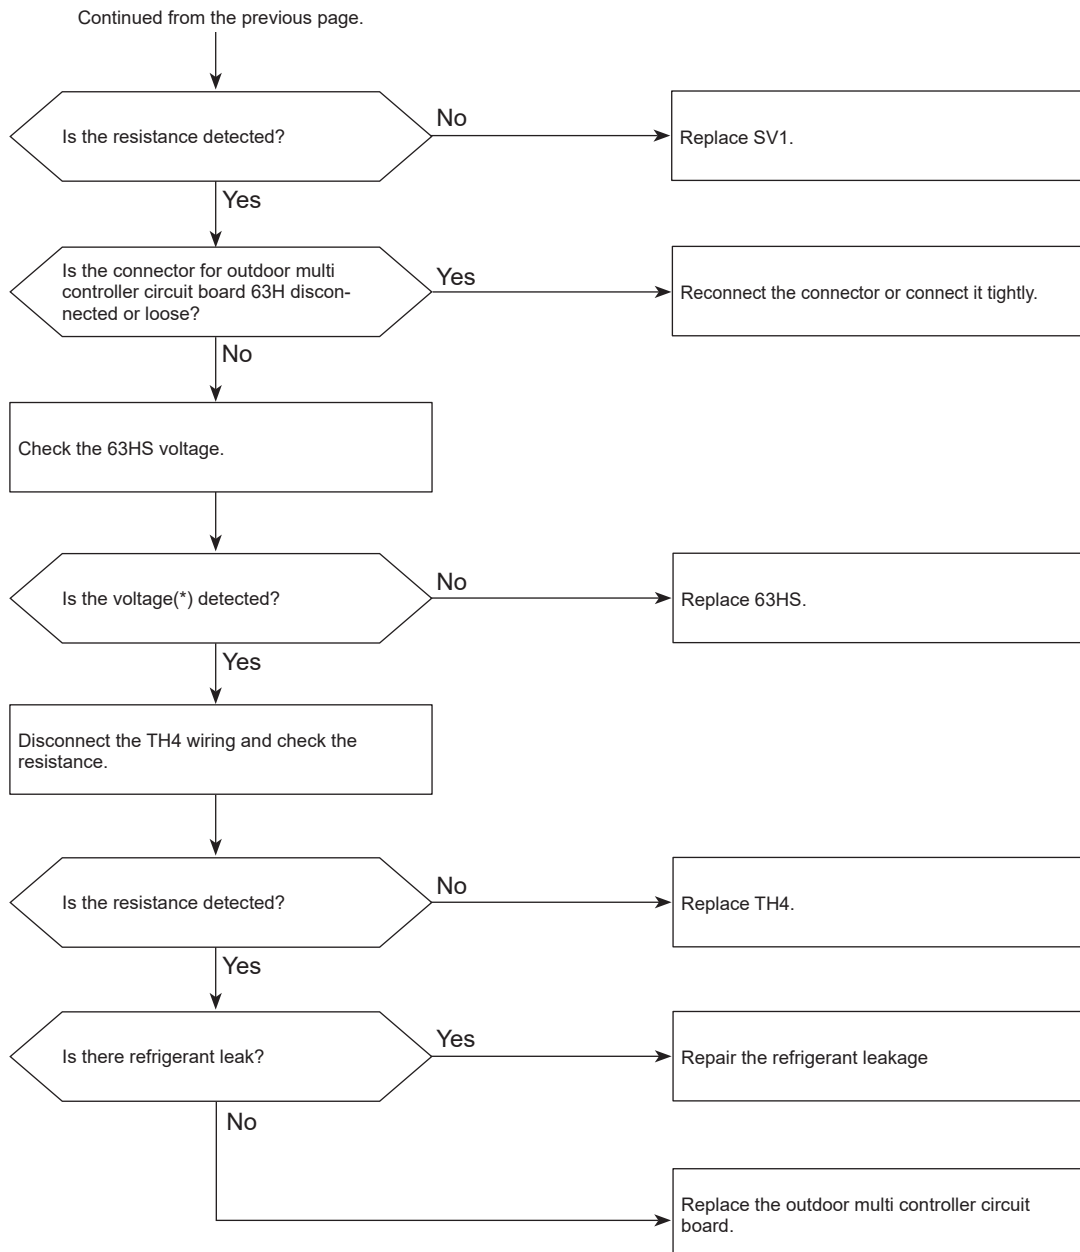 Continued from the previous page.
Is the resistance detected?
No
Replace SV1.
Yes
Is the connector for outdoor multi
controller circuit board 63H discon-
nected or loose?
Yes
Reconnect the connector or connect it tightly.
No
Check the 63HS voltage.
Is the voltage(*) detected?
No
Replace 63HS.
Yes
Disconnect the TH4 wiring and check the
resistance.
Is the resistance detected?
No
Replace TH4.
Yes
Is there refrigerant leak?
Yes
Repair the refrigerant leakage
No
Replace the outdoor multi controller circuit
board.